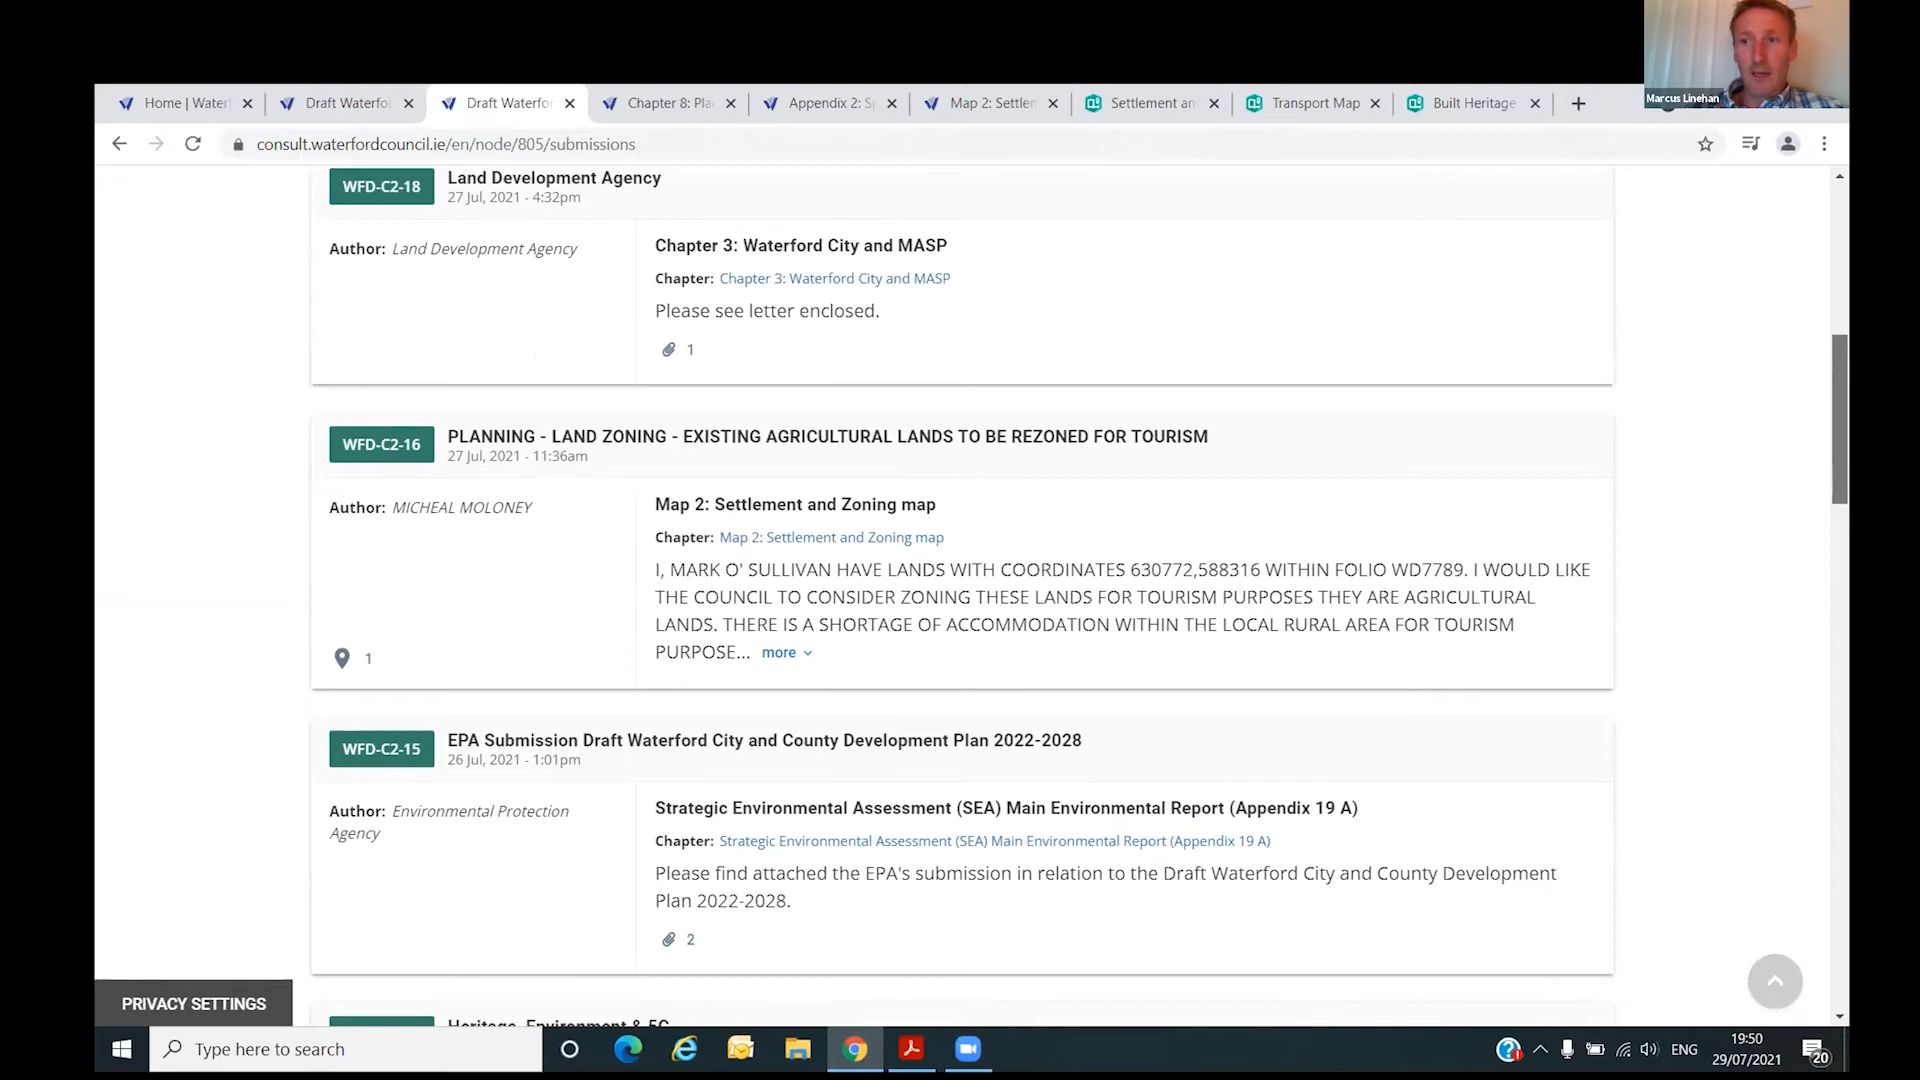 Marcus Linehan
Home | Water
Draft Waterfo
Draft Waterfor
Chapter 8: Pla
Appendix 2: S
Map 2: Settlen
Settlement an
Transport Map
Built Heritage
consult.waterfordcouncil.ie/en/node/805/submissions
WFD-C2-18
Land Development Agency
27 Jul, 2021 - 4:32pm
Author: Land Development Agency
Chapter 3: Waterford City and MASP
Chapter: Chapter 3: Waterford City and MASP
Please see letter enclosed.
1
WFD-C2-16
PLANNING - LAND ZONING - EXISTING AGRICULTURAL LANDS TO BE REZONED FOR TOURISM
27 Jul, 2021 - 11:36am
Author: MICHEAL MOLONEY
1
Map 2: Settlement and Zoning map
Chapter: Map 2: Settlement and Zoning map
I, MARK O' SULLIVAN HAVE LANDS WITH COORDINATES 630772,588316 WITHIN FOLIO WD7789. I WOULD LIKE
THE COUNCIL TO CONSIDER ZONING THESE LANDS FOR TOURISM PURPOSES THEY ARE AGRICULTURAL
LANDS. THERE IS A SHORTAGE OF ACCOMMODATION WITHIN THE LOCAL RURAL AREA FOR TOURISM
PURPOSE... more
WFD-C2-15
EPA Submission Draft Waterford City and County Development Plan 2022-2028
26 Jul, 2021 - 1:01pm
Author: Environmental Protection
Agency
Strategic Environmental Assessment (SEA) Main Environmental Report (Appendix 19 A)
Chapter: Strategic Environmental Assessment (SEA) Main Environmental Report (Appendix 19 A)
Please find attached the EPA's submission in relation to the Draft Waterford City and County Development
Plan 2022-2028.
2
Heritage, Environment & 5G
PRIVACY SETTINGS
Type here to search
ENG
19:50
29/07/2021
20